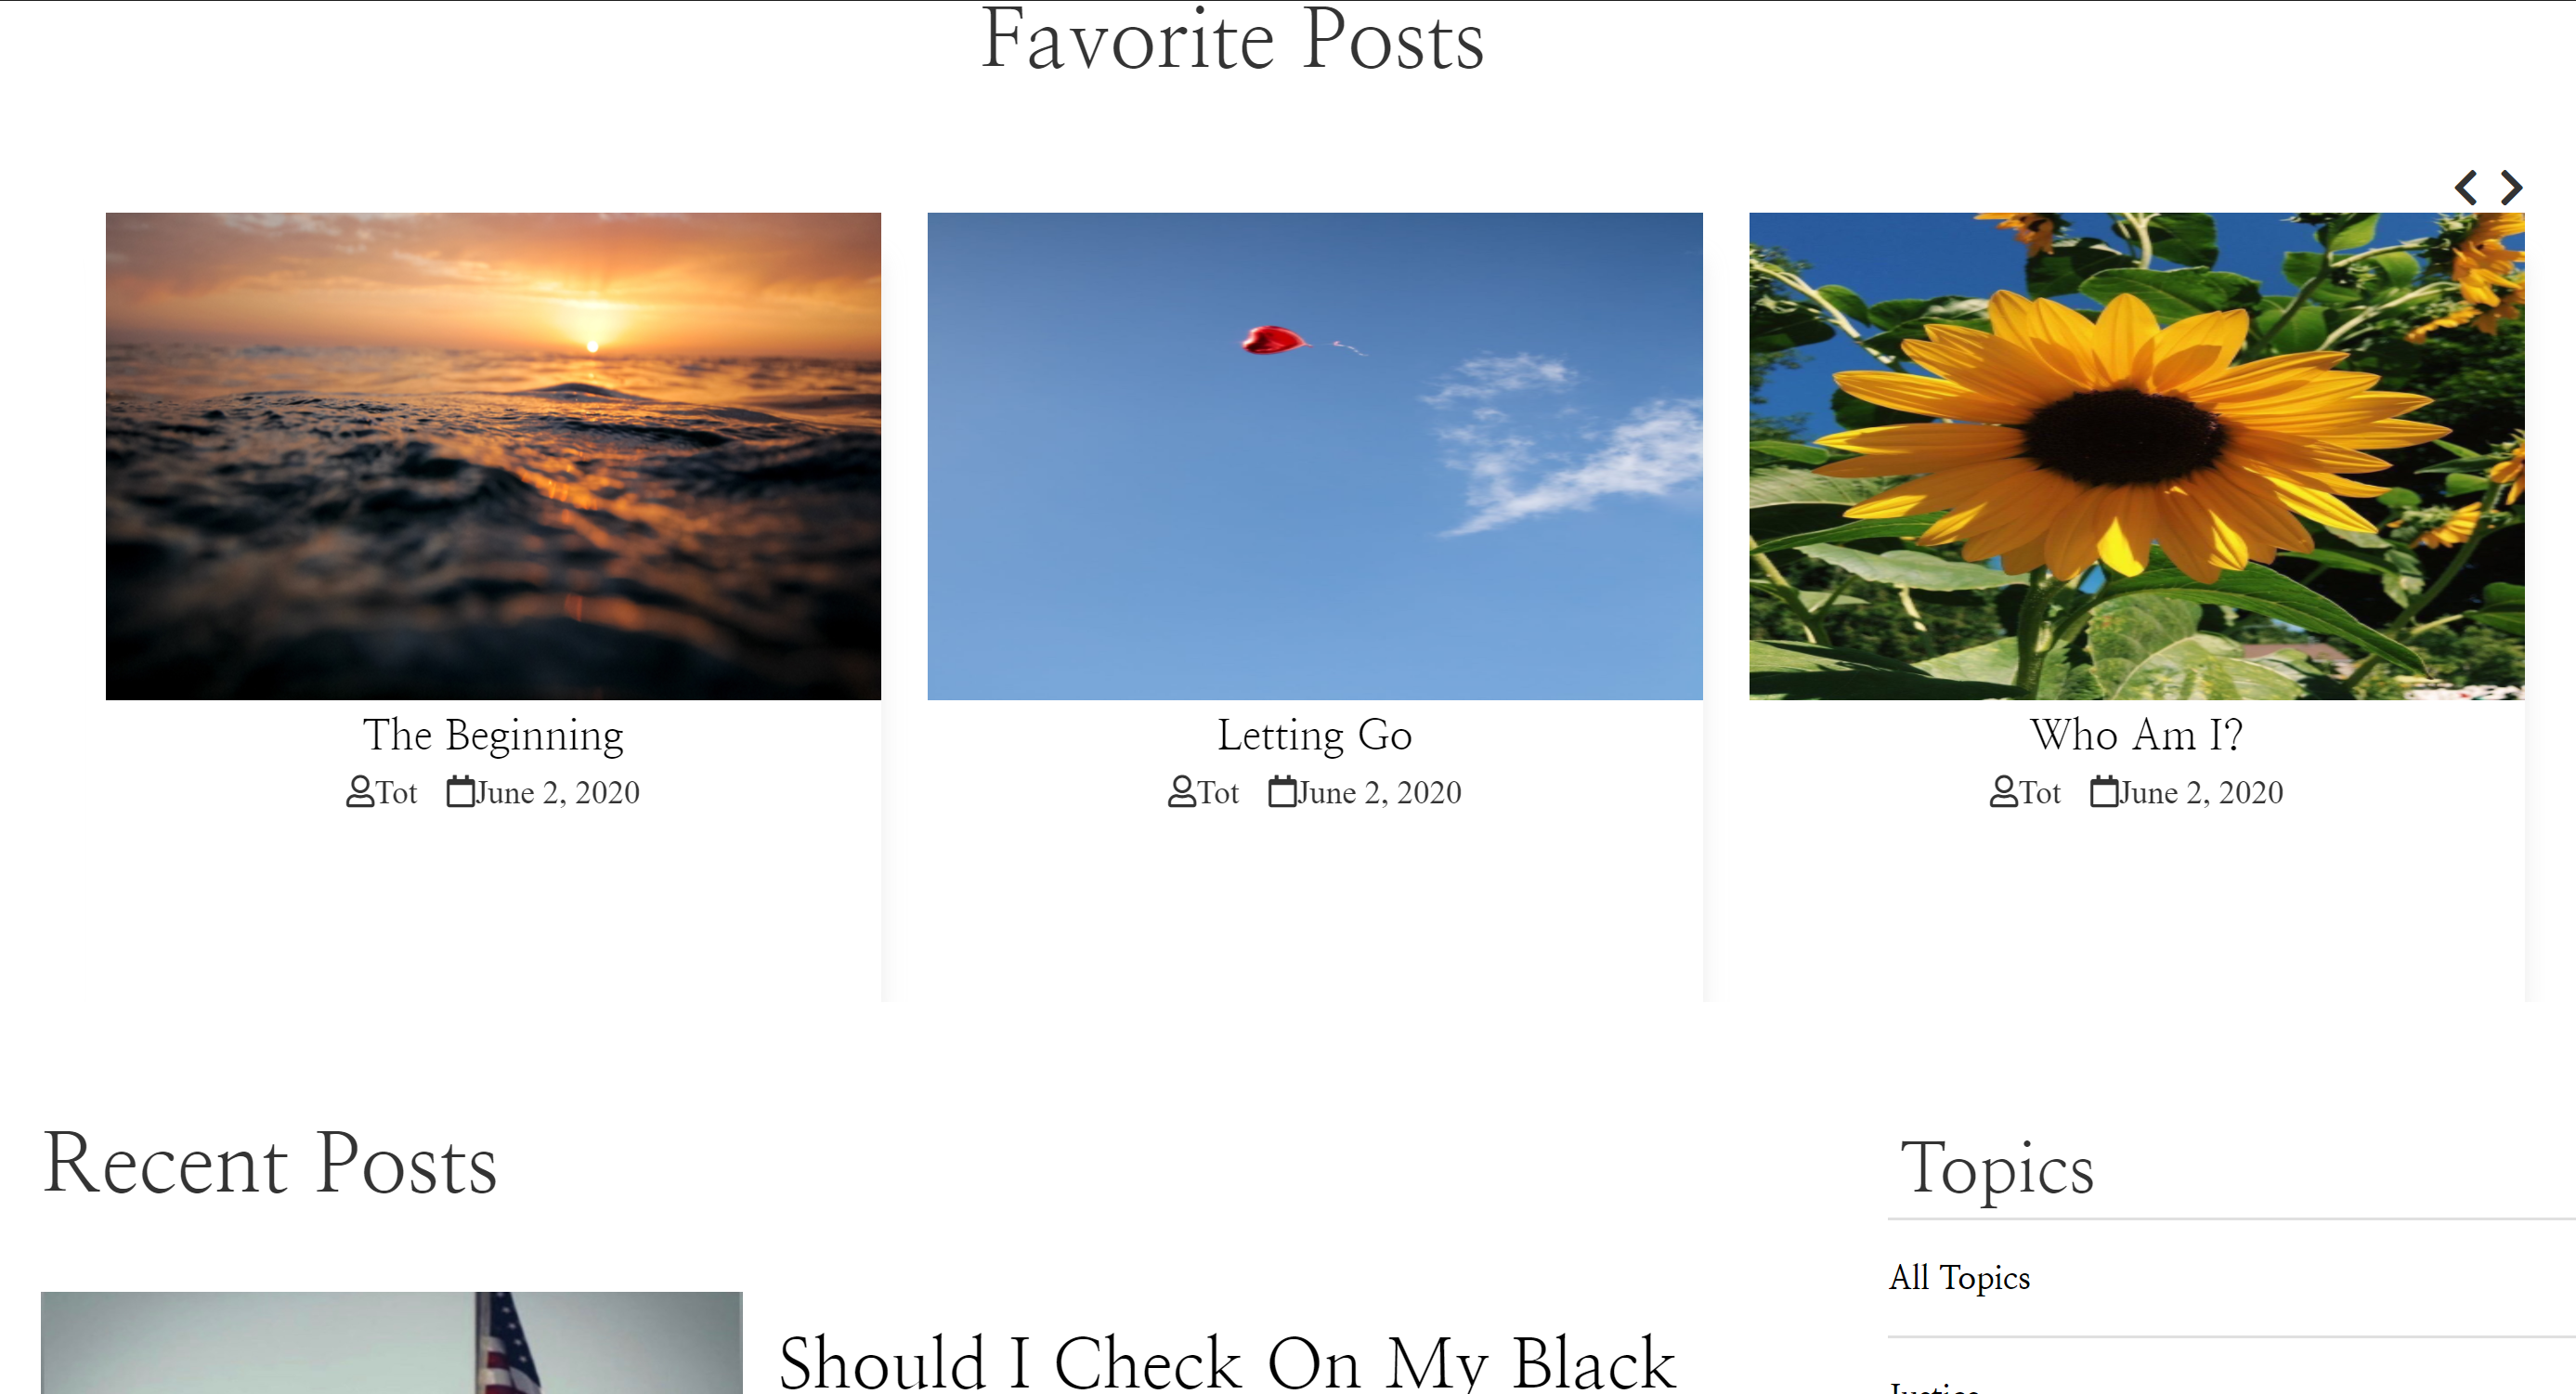 Favorite Posts
The Beginning
Tot June 2, 2020
Letting Go
Tot June 2, 2020
Who Am I?
Tot June 2, 2020
Recent Posts
Should I Check On My Black
Topics
All Topics